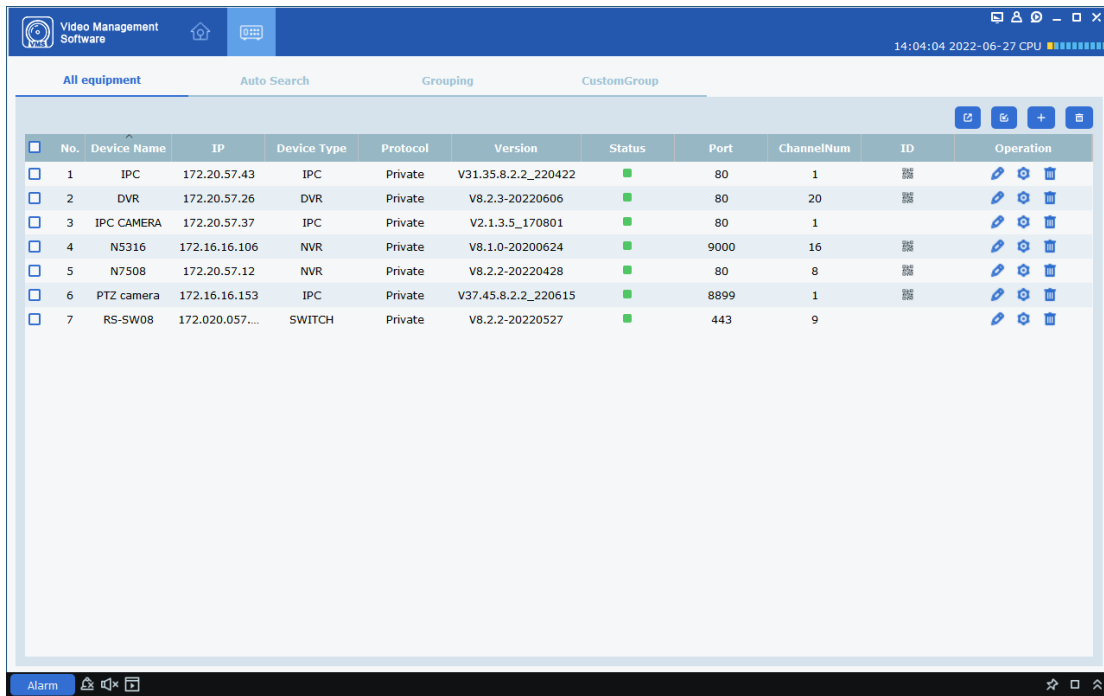 Video Management
Software
VMS
14:04:04 2022-06-27 CPU
All equipment Auto Search Grouping CustomGroup
No. Device Name IP Device Type Protocol Version Status Port ChannelNum ID Operation
1 IPC 172.20.57.43 IPC Private V31.35.8.2.2_220422 80 1
2 DVR 172.20.57.26 DVR Private V8.2.3-20220606 80 20
3 IPC CAMERA 172.20.57.37 IPC Private V2.1.3.5_170801 80 1
4 N5316 172.16.16.106 NVR Private V8.1.0-20200624 9000 16
5 N7508 172.20.57.12 NVR Private V8.2.2-20220428 80 8
6 PTZ camera 172.16.16.153 IPC Private V37.45.8.2.2_220615 8899 1
7 RS-SW08 172.020.057.... SWITCH Private V8.2.2-20220527 443 9
Alarm